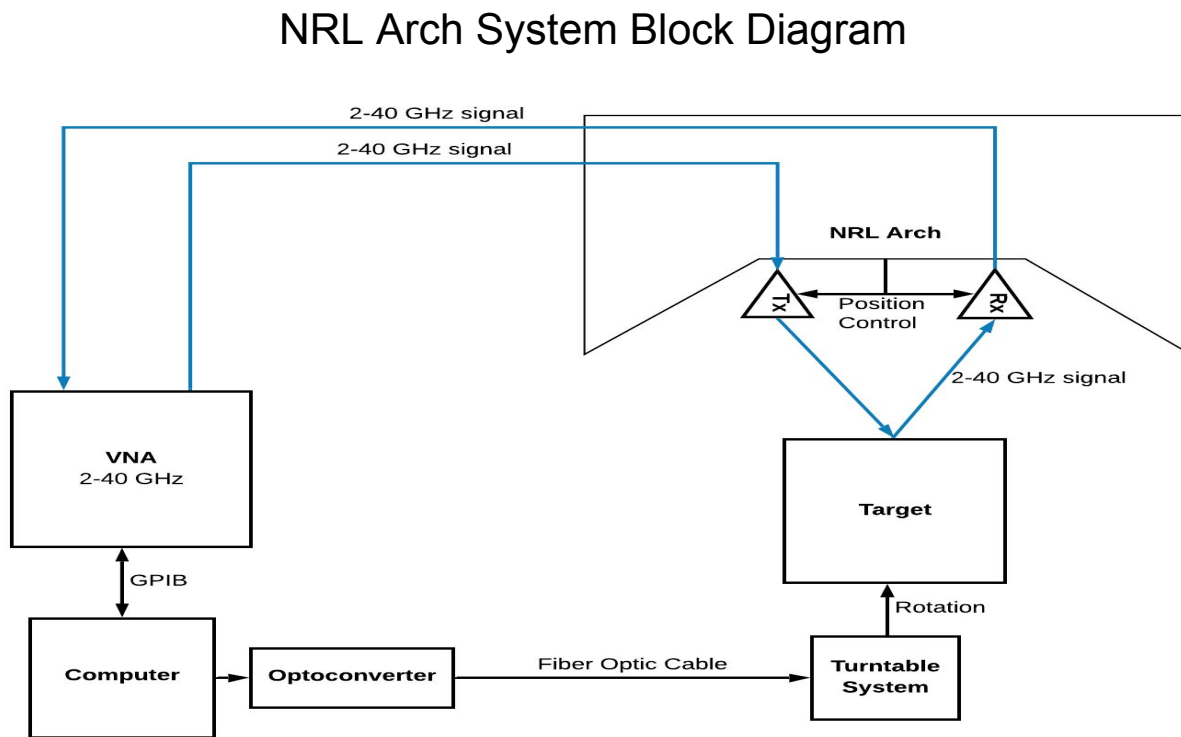 NRL Arch System Block Diagram
2-40 GHz signal
2-40 GHz signal
NRL Arch
Tx
Rx
Position
Control
2-40 GHz signal
VNA
2-40 GHz
Target
GPIB
Rotation
Computer
Optoconverter
Fiber Optic Cable
Turntable
System